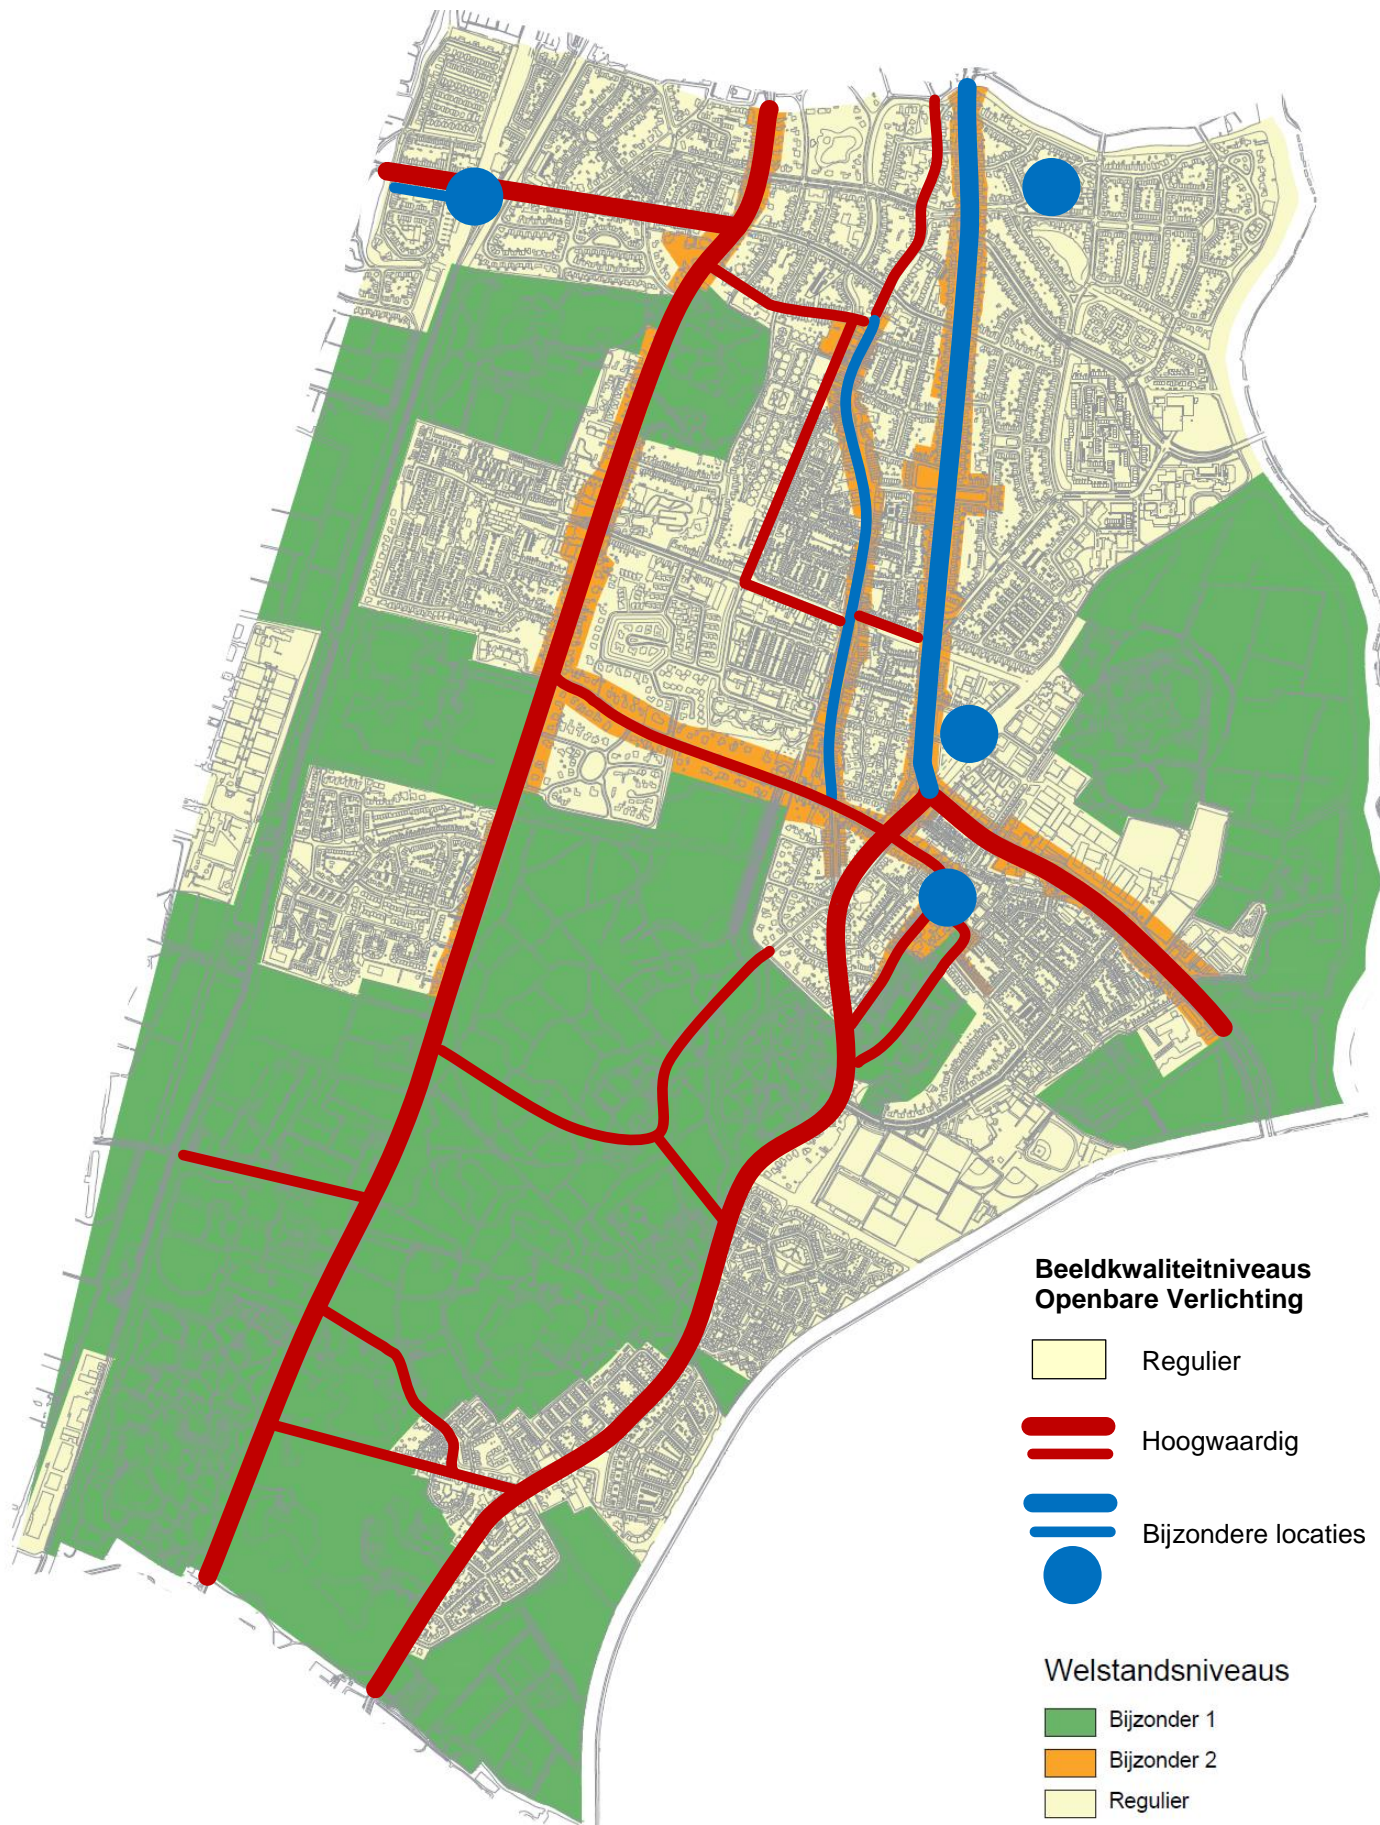 Beeldkwaliteitniveaus
Openbare Verlichting
Regulier
Hoogwaardig
Bijzondere locaties
Welstandsniveaus
Bijzonder 1
Bijzonder 2
Regulier